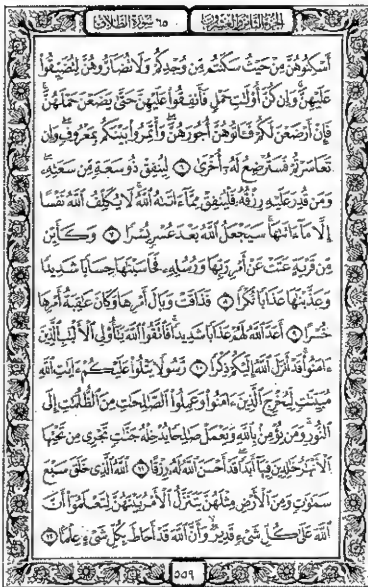 الجزء الثامن والعشرون ٦٥ سورة الطلاق
أَسْكِنُوهُنَّ مِنْ حَيْثُ سَكَنتُم مِّن وُجْدِكُمْ وَلَا تُضَآرُّوهُنَّ لِتُضَيِّقُوا۟
عَلَيْهِنَّ ۚ وَإِن كُنَّ أُو۟لَٰتِ حَمْلٍ فَأَنفِقُوا۟ عَلَيْهِنَّ حَتَّىٰ يَضَعْنَ حَمْلَهُنَّ ۚ
فَإِنْ أَرْضَعْنَ لَكُمْ فَـَٔاتُوهُنَّ أُجُورَهُنَّ ۖ وَأْتَمِرُوا۟ بَيْنَكُم بِمَعْرُوفٍ ۖ وَإِن
تَعَاسَرْتُمْ فَسَتُرْضِعُ لَهُۥٓ أُخْرَىٰ ٦ لِيُنفِقْ ذُو سَعَةٍ مِّن سَعَتِهِۦ ۖ
وَمَن قُدِرَ عَلَيْهِ رِزْقُهُۥ فَلْيُنفِقْ مِمَّآ ءَاتَىٰهُ ٱللَّهُ ۚ لَا يُكَلِّفُ ٱللَّهُ نَفْسًا
إِلَّا مَآ ءَاتَىٰهَا ۚ سَيَجْعَلُ ٱللَّهُ بَعْدَ عُسْرٍ يُسْرًا ٧ وَكَأَيِّن
مِّن قَرْيَةٍ عَتَتْ عَنْ أَمْرِ رَبِّهَا وَرُسُلِهِۦ فَحَاسَبْنَٰهَا حِسَابًا شَدِيدًا
وَعَذَّبْنَٰهَا عَذَابًا نُّكْرًا ٨ فَذَاقَتْ وَبَالَ أَمْرِهَا وَكَانَ عَٰقِبَةُ أَمْرِهَا
خُسْرًا ٩ أَعَدَّ ٱللَّهُ لَهُمْ عَذَابًا شَدِيدًا ۖ فَٱتَّقُوا۟ ٱللَّهَ يَٰٓأُو۟لِى ٱلْأَلْبَٰبِ ٱلَّذِينَ
ءَامَنُوا۟ ۚ قَدْ أَنزَلَ ٱللَّهُ إِلَيْكُمْ ذِكْرًا ١٠ رَّسُولًا يَتْلُوا۟ عَلَيْكُمْ ءَايَٰتِ ٱللَّهِ
مُبَيِّنَٰتٍ لِّيُخْرِجَ ٱلَّذِينَ ءَامَنُوا۟ وَعَمِلُوا۟ ٱلصَّٰلِحَٰتِ مِنَ ٱلظُّلُمَٰتِ إِلَى
ٱلنُّورِ ۚ وَمَن يُؤْمِنۢ بِٱللَّهِ وَيَعْمَلْ صَٰلِحًا يُدْخِلْهُ جَنَّٰتٍ تَجْرِى مِن تَحْتِهَا
ٱلْأَنْهَٰرُ خَٰلِدِينَ فِيهَآ أَبَدًا ۖ قَدْ أَحْسَنَ ٱللَّهُ لَهُۥ رِزْقًا ١١ ٱللَّهُ ٱلَّذِى خَلَقَ سَبْعَ
سَمَٰوَٰتٍ وَمِنَ ٱلْأَرْضِ مِثْلَهُنَّ يَتَنَزَّلُ ٱلْأَمْرُ بَيْنَهُنَّ لِتَعْلَمُوٓا۟ أَنَّ
ٱللَّهَ عَلَىٰ كُلِّ شَىْءٍ قَدِيرٌ وَأَنَّ ٱللَّهَ قَدْ أَحَاطَ بِكُلِّ شَىْءٍ عِلْمًۢا ١٢
٥٥٩